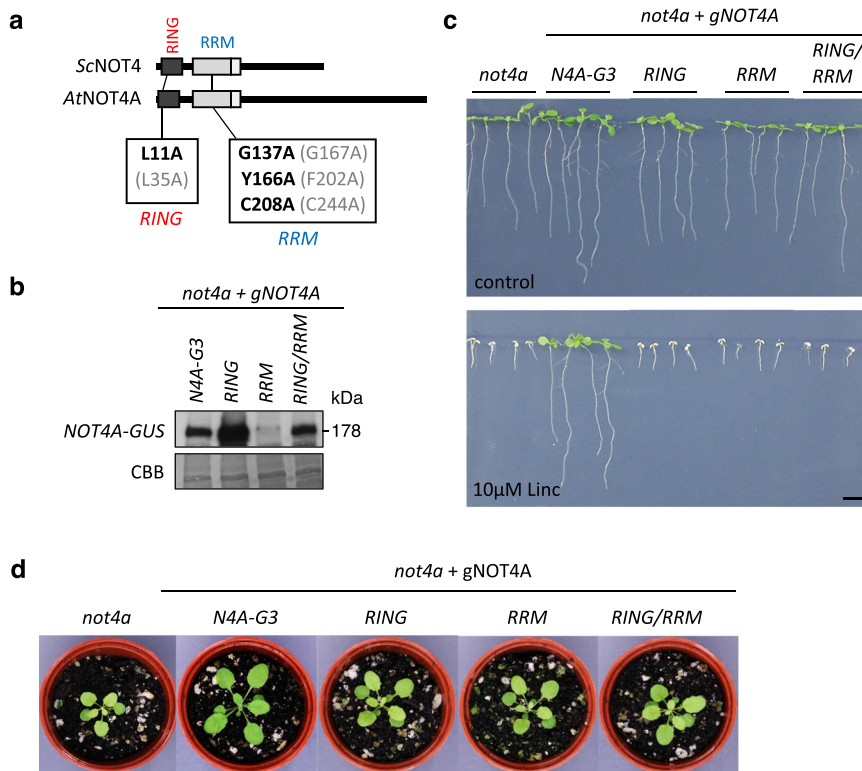 a
RING
RRM
ScNOT4
AtNOT4A
L11A
(L35A)
RING
G137A (G167A)
Y166A (F202A)
C208A (C244A)
RRM
b
not4a + gNOT4A
N4A-G3
RING
RRM
RING/RRM
kDa
NOT4A-GUS
178
CBB
c
not4a + gNOT4A
not4a
N4A-G3
RING
RRM
RING/
RRM
control
10µM Linc
d
not4a + gNOT4A
not4a
N4A-G3
RING
RRM
RING/RRM